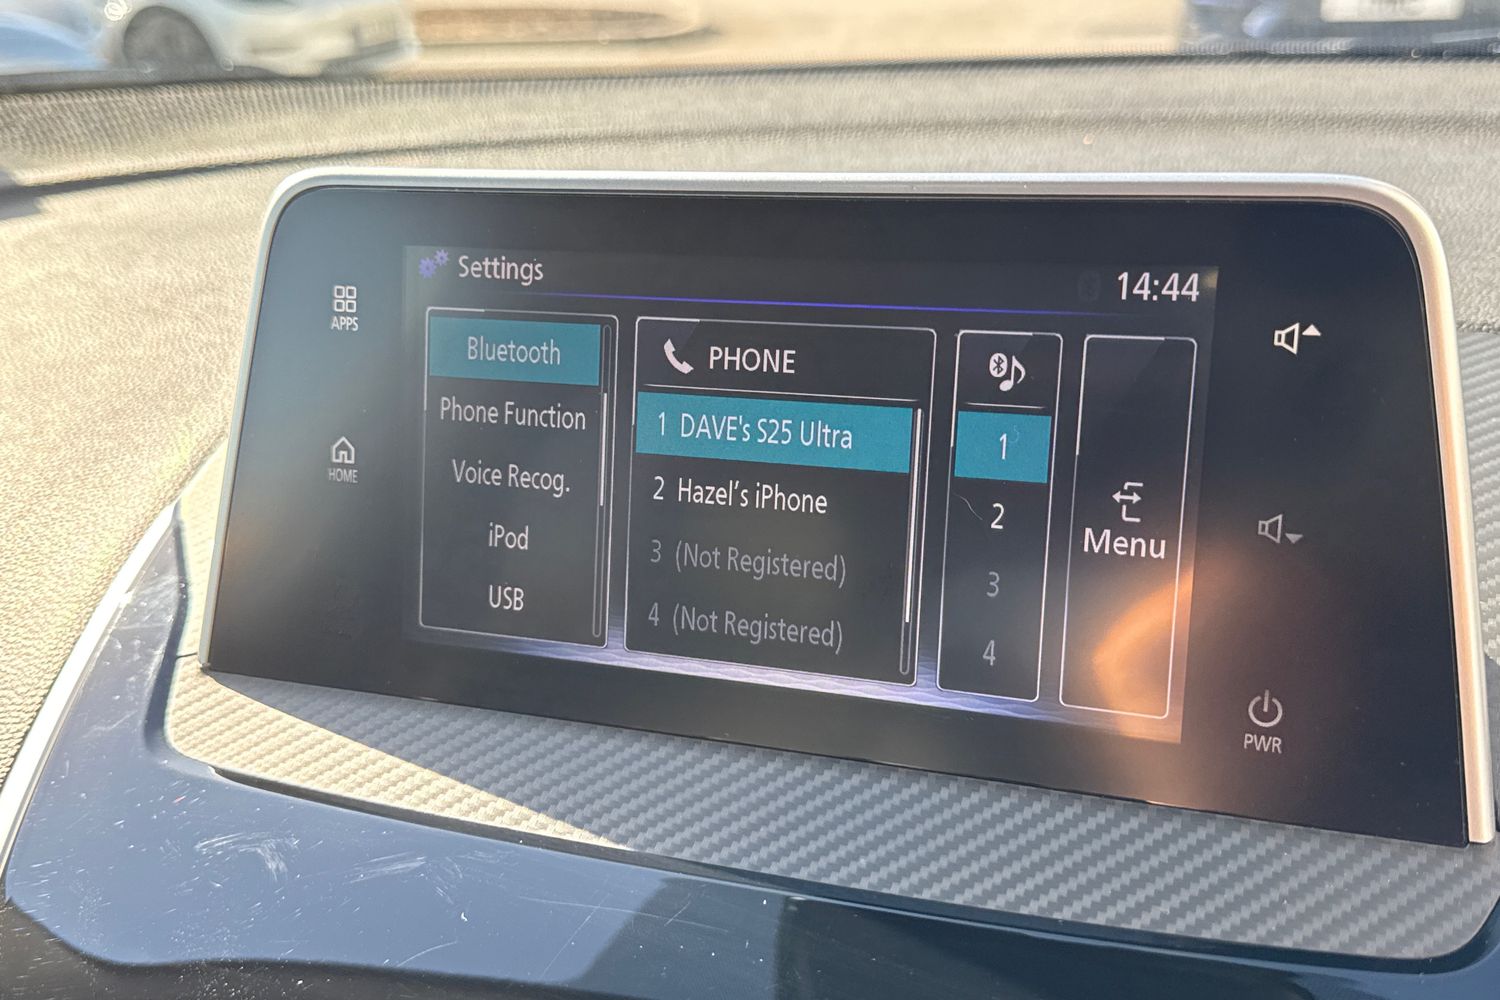 Settings
14:44
APPS
HOME
Bluetooth
Phone Function
Voice Recog.
iPod
USB
PHONE
1 DAVE's S25 Ultra
2 Hazel's iPhone
3 (Not Registered)
4 (Not Registered)
1
2
3
4
Menu
PWR